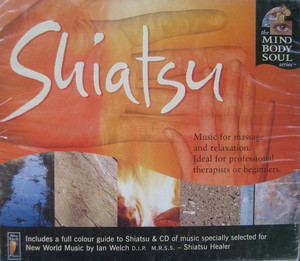 the
MIND
BODY
SOUL
series™
Shiatsu
Music for massage
and relaxation.
Ideal for professional
therapists or beginners.
Includes a full colour guide to Shiatsu & CD of music specially selected for
New World Music by Ian Welch D.I.P. M.R.S.S. – Shiatsu Healer